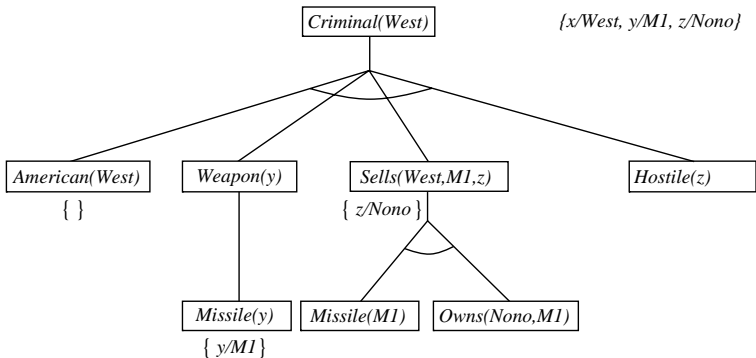 Criminal(West)
{x/West, y/M1, z/Nono}
American(West)
Weapon(y)
Sells(West,M1,z)
Hostile(z)
{ }
{ z/Nono }
Missile(y)
Missile(M1)
Owns(Nono,M1)
{ y/M1}